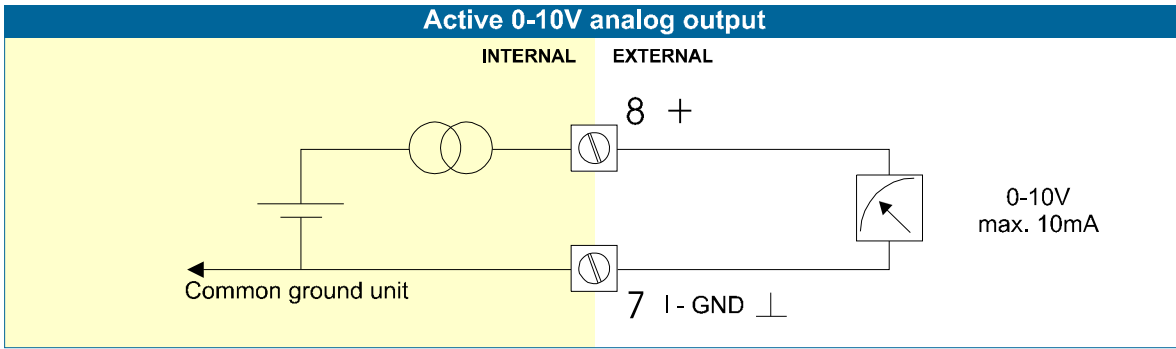 Active 0-10V analog output
INTERNAL
EXTERNAL
8 +
0-10V
max. 10mA
Common ground unit
7 I - GND ⊥